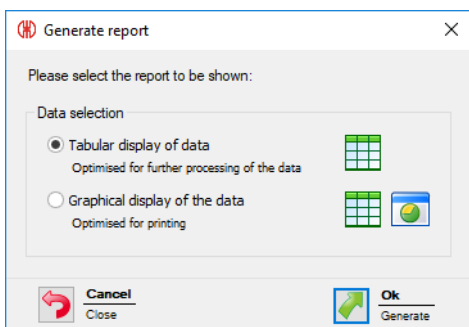 Generate report
Please select the report to be shown:
Data selection
Tabular display of data
Optimised for further processing of the data
Graphical display of the data
Optimised for printing
Cancel
Close
Ok
Generate